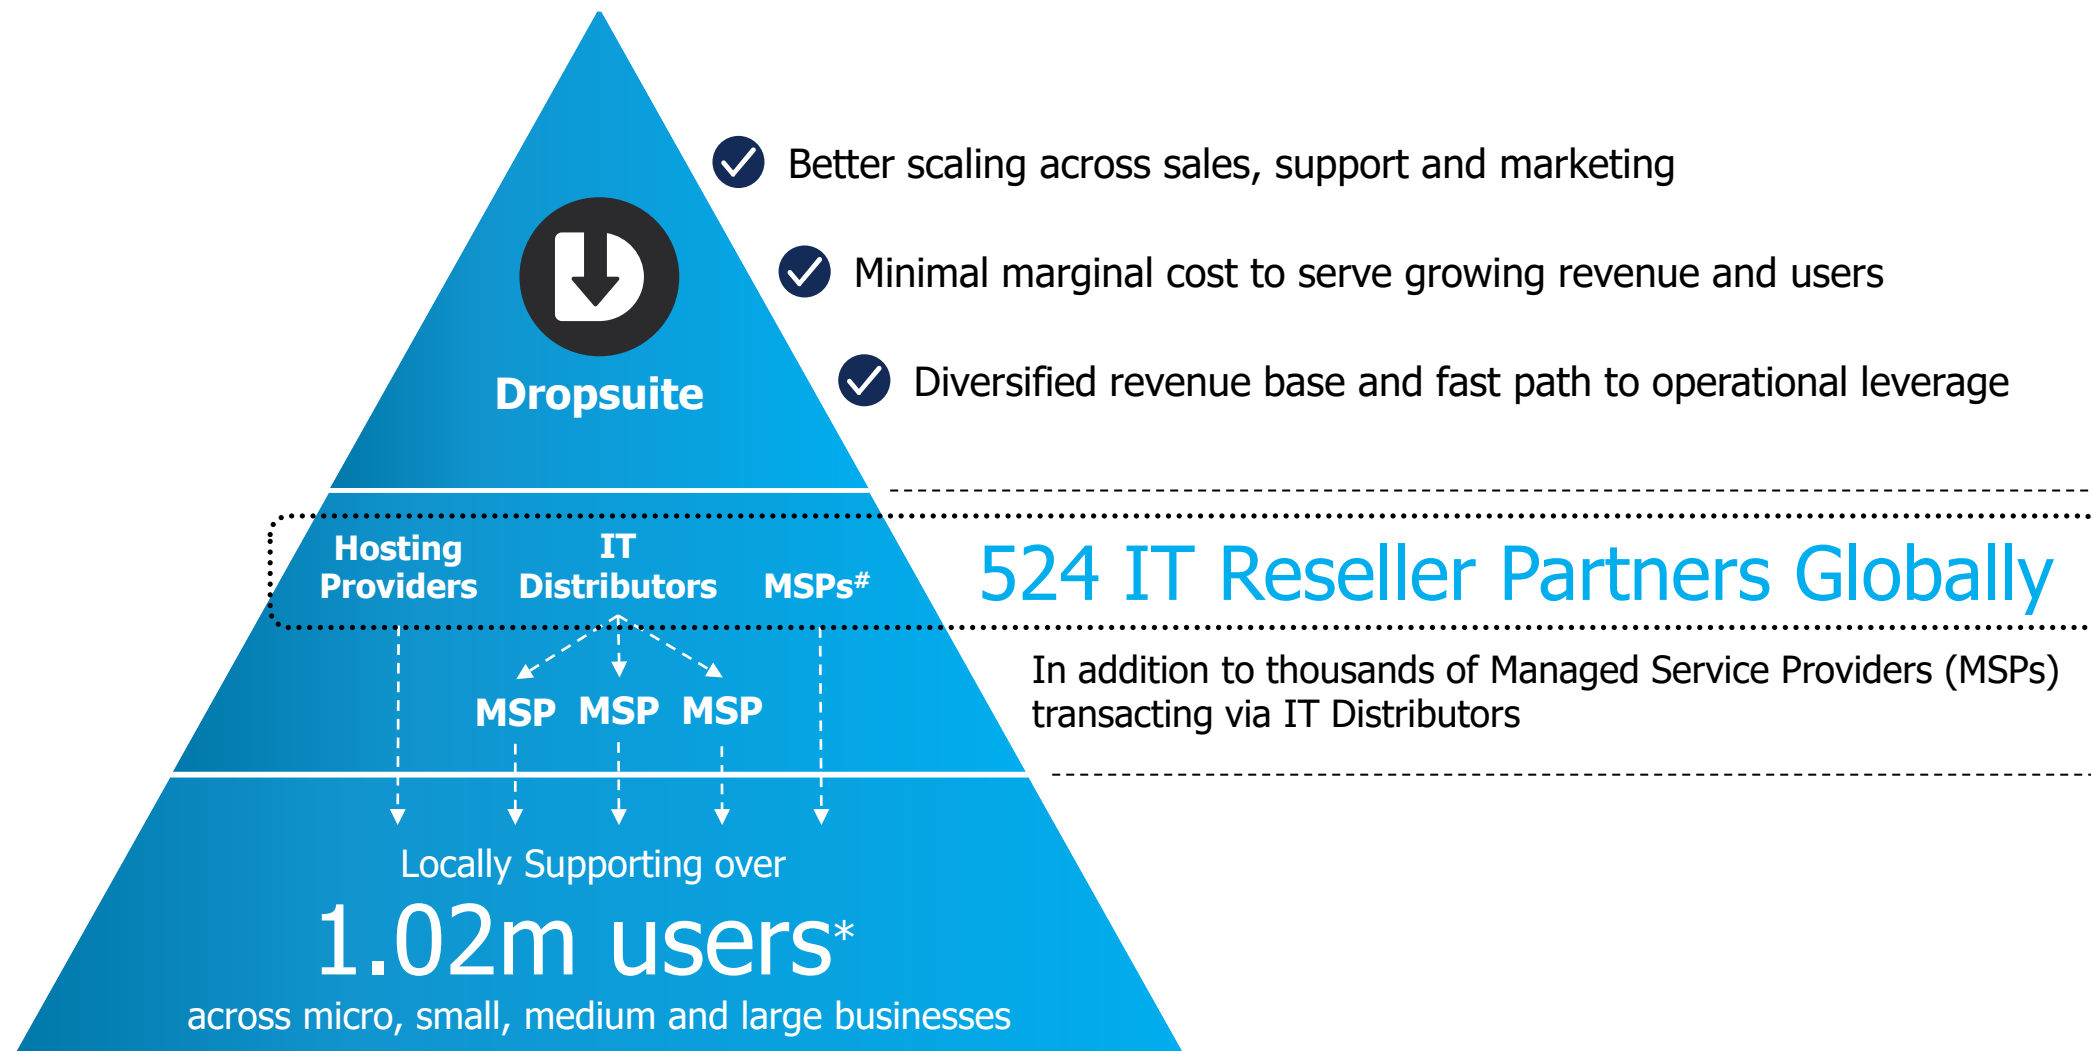 Better scaling across sales, support and marketing
Minimal marginal cost to serve growing revenue and users
Diversified revenue base and fast path to operational leverage
Dropsuite
Hosting
Providers
IT
Distributors
MSPs#
524 IT Reseller Partners Globally
MSP MSP MSP
In addition to thousands of Managed Service Providers (MSPs)
transacting via IT Distributors
Locally Supporting over
1.02m users*
across micro, small, medium and large businesses